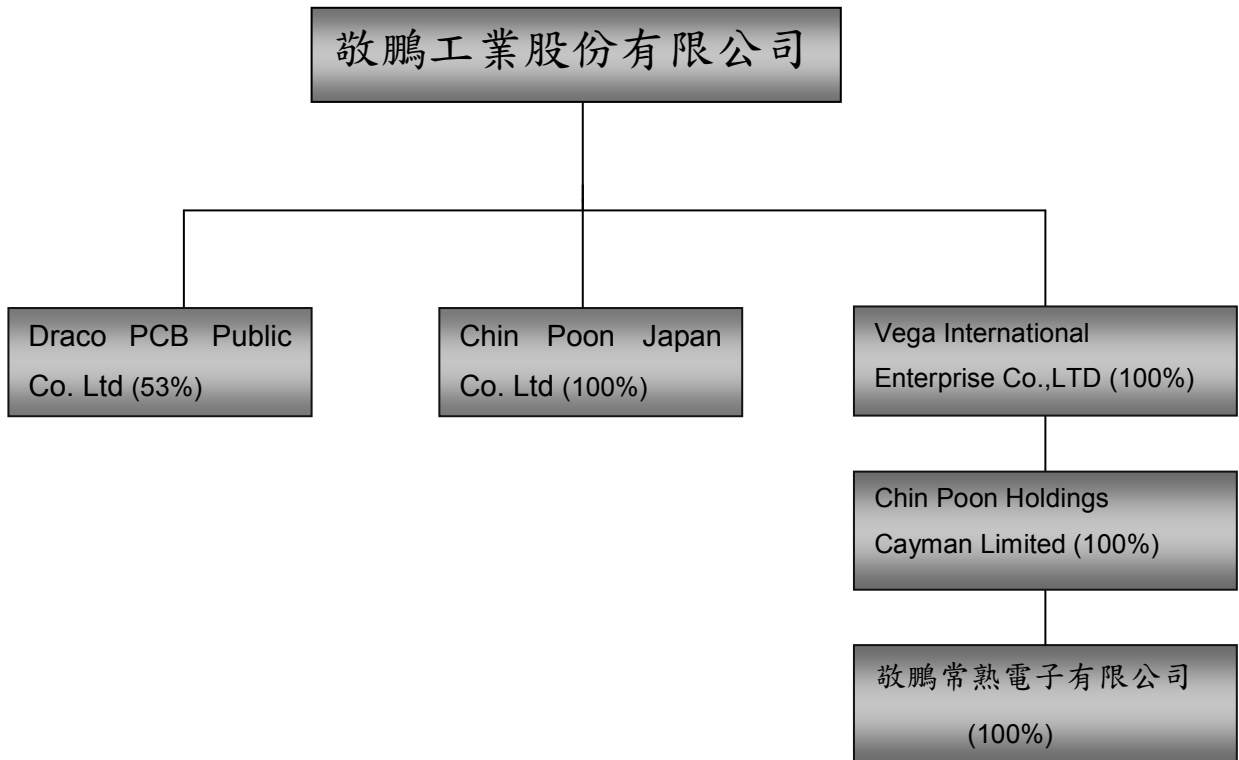 敬鵬工業股份有限公司
Draco PCB Public
Co. Ltd (53%)
Chin Poon Japan
Co. Ltd (100%)
Vega International
Enterprise Co.,LTD (100%)
Chin Poon Holdings
Cayman Limited (100%)
敬鵬常熟電子有限公司
(100%)